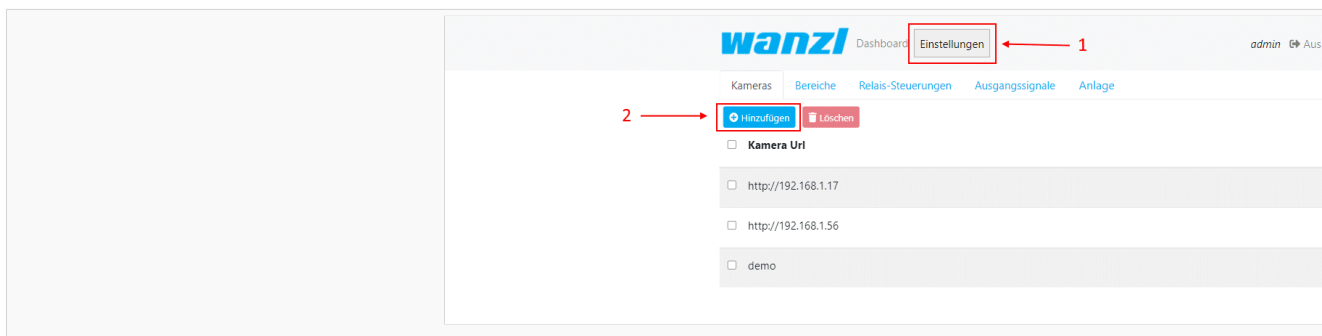 wanzl Dashboard Einstellungen 1 admin Aus
Kameras Bereiche Relais-Steuerungen Ausgangssignale Anlage
2 Hinzufügen Löschen
Kamera Url
http://192.168.1.17
http://192.168.1.56
demo